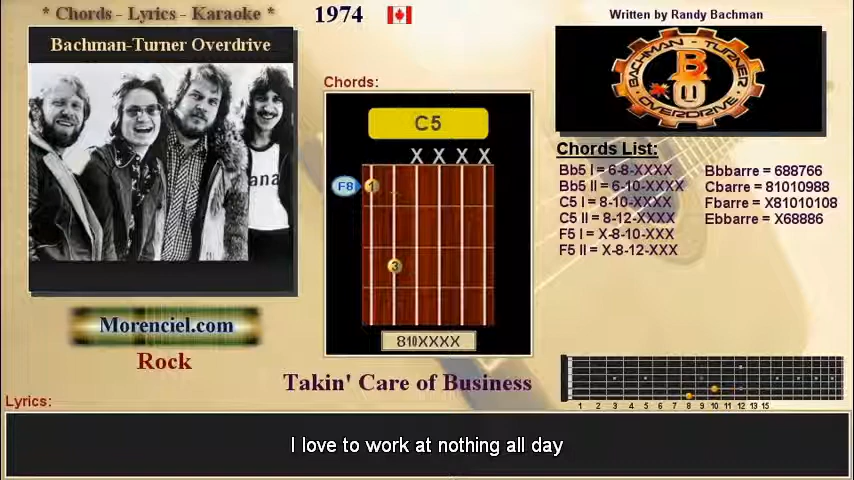 * Chords - Lyrics - Karaoke *
1974
Written by Randy Bachman
Bachman-Turner Overdrive
BACHMAN - TURNER
B
OVERDRIVE
ana
Chords:
C5
X X X X
F8
1
3
810XXXX
Chords List:
Bb5 I = 6-8-XXXX
Bb5 II = 6-10-XXXX
C5 I = 8-10-XXXX
C5 II = 8-12-XXXX
F5 I = X-8-10-XXX
F5 II = X-8-12-XXX
Bbbarre = 688766
Cbarre = 81010988
Fbarre = X81010108
Ebbarre = X68886
Morenciel.com
Rock
Takin' Care of Business
1 2 3 4 5 6 7 8 9 10 11 12 13 15
Lyrics:
I love to work at nothing all day